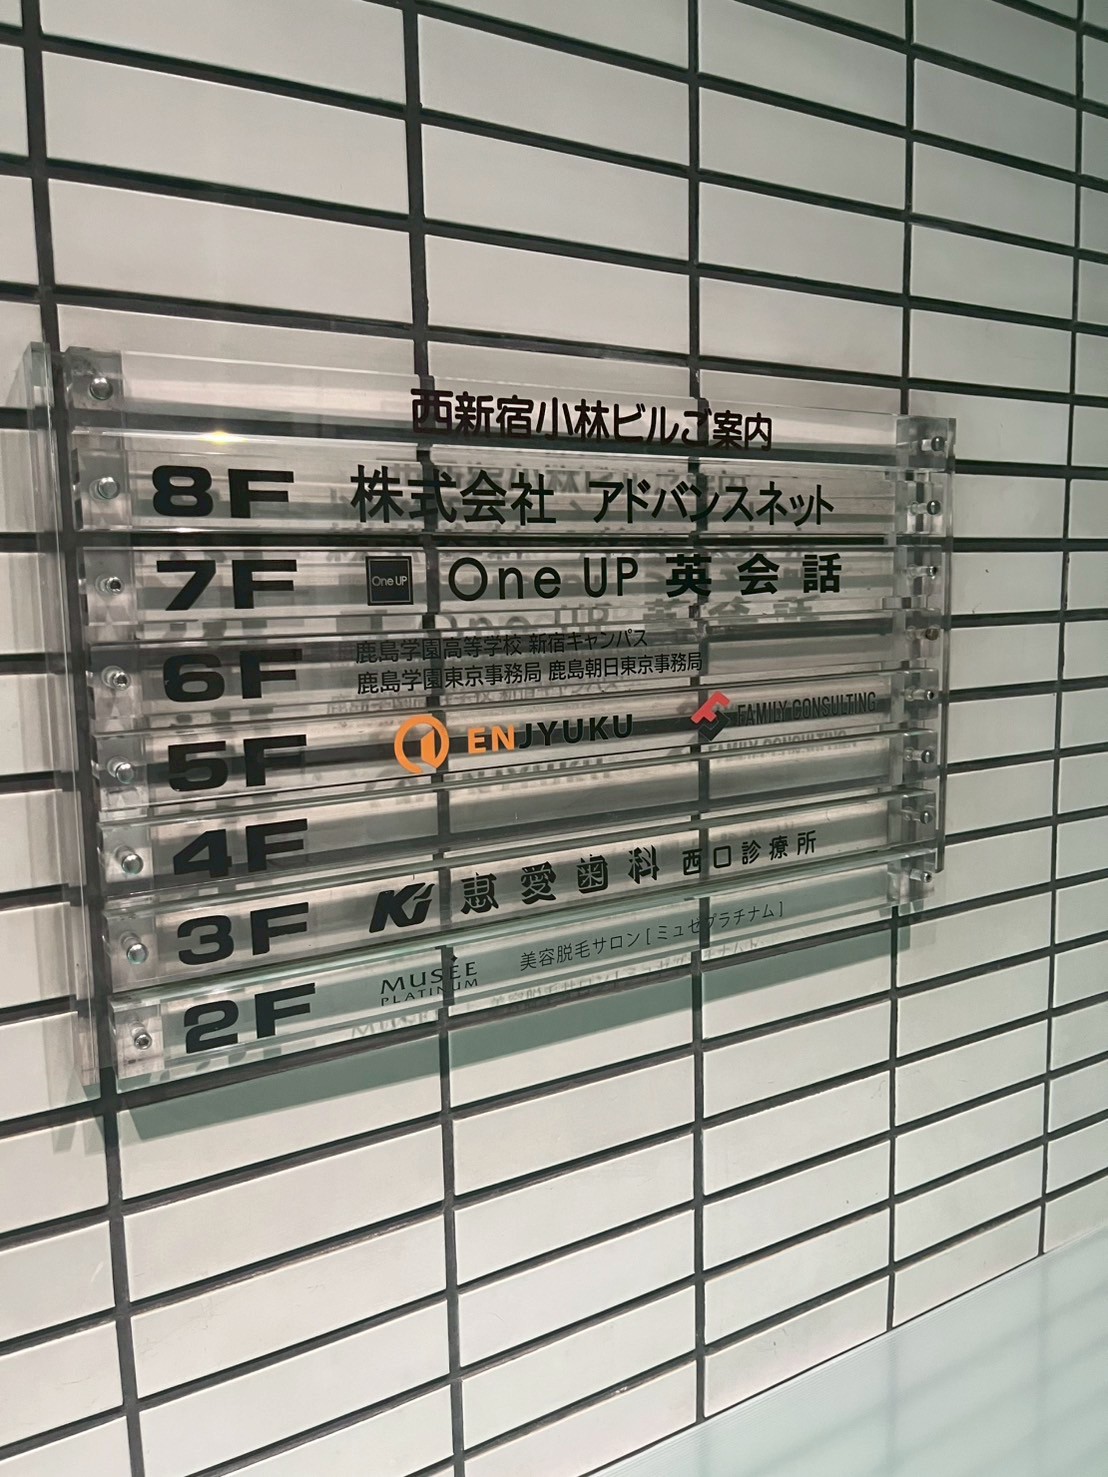 西新宿小林ビルご案内
8F 株式会社 アドバンスネット
7F One UP One UP 英会話
6F 鹿島学園高等学校 新宿キャンパス
鹿島学園東京事務局 鹿島朝日東京事務局
5F ENJYUKU FAMILY CONSULTING
4F
3F Ki 恵愛歯科 西口診療所
2F MUSÉE PLATINUM 美容脱毛サロン [ ミュゼプラチナム ]